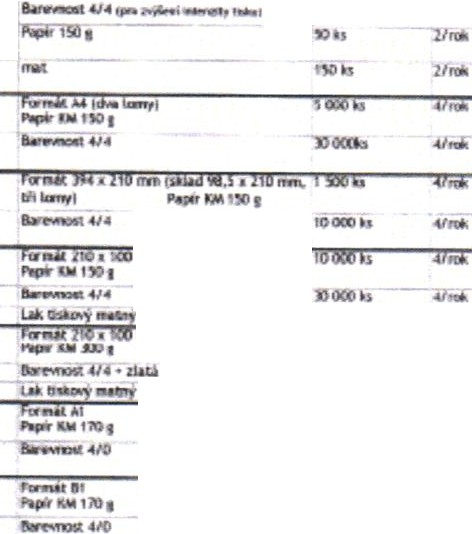 Barevnost 4/4 (pro zvýšení intenzity tisku)
Papír 150 g 50 ks 2/rok
mat 150 ks 2/rok
Formát A4 (dva lomy) 5 000 ks 4/rok
Papír KM 150 g
Barevnost 4/4 30 000ks 4/rok
Formát 394 x 210 mm (sklad 98,5 x 210 mm, 1 500 ks 4/rok
tři lomy) Papír KM 150 g
Barevnost 4/4 10 000 ks 4/rok
Formát 210 x 100 10 000 ks 4/rok
Papír KM 150 g
Barevnost 4/4 30 000 ks 4/rok
Lak tiskový matný
Formát 210 x 100
Papír KM 300 g
Barevnost 4/4 + zlatá
Lak tiskový matný
Formát A1
Papír KM 170 g
Barevnost 4/0
Formát B1
Papír KM 170 g
Barevnost 4/0